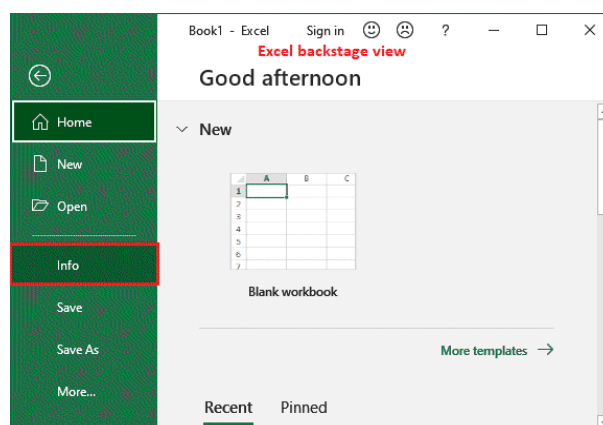 Book1 - Excel Sign in ?
Excel backstage view
Good afternoon
Home
New
New
Open
A B C
1
2
3
4
5
6
7
Info
Blank workbook
Save
Save As
More templates
More...
Recent Pinned